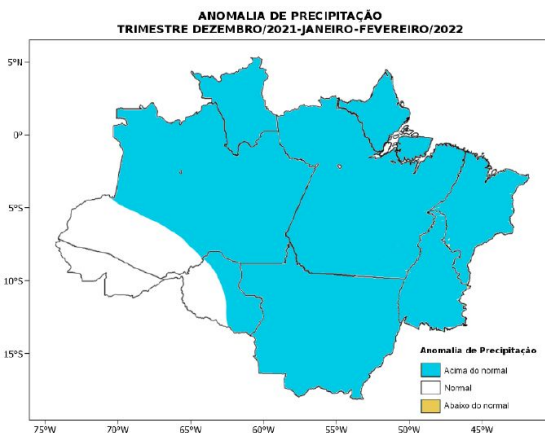 ANOMALIA DE PRECIPITAÇÃO
TRIMESTRE DEZEMBRO/2021-JANEIRO-FEVEREIRO/2022
5°N
0°
5°S
10°S
15°S
Anomalia de Precipitação
Acima do normal
Normal
Abaixo do normal
75°W 70°W 65°W 60°W 55°W 50°W 45°W